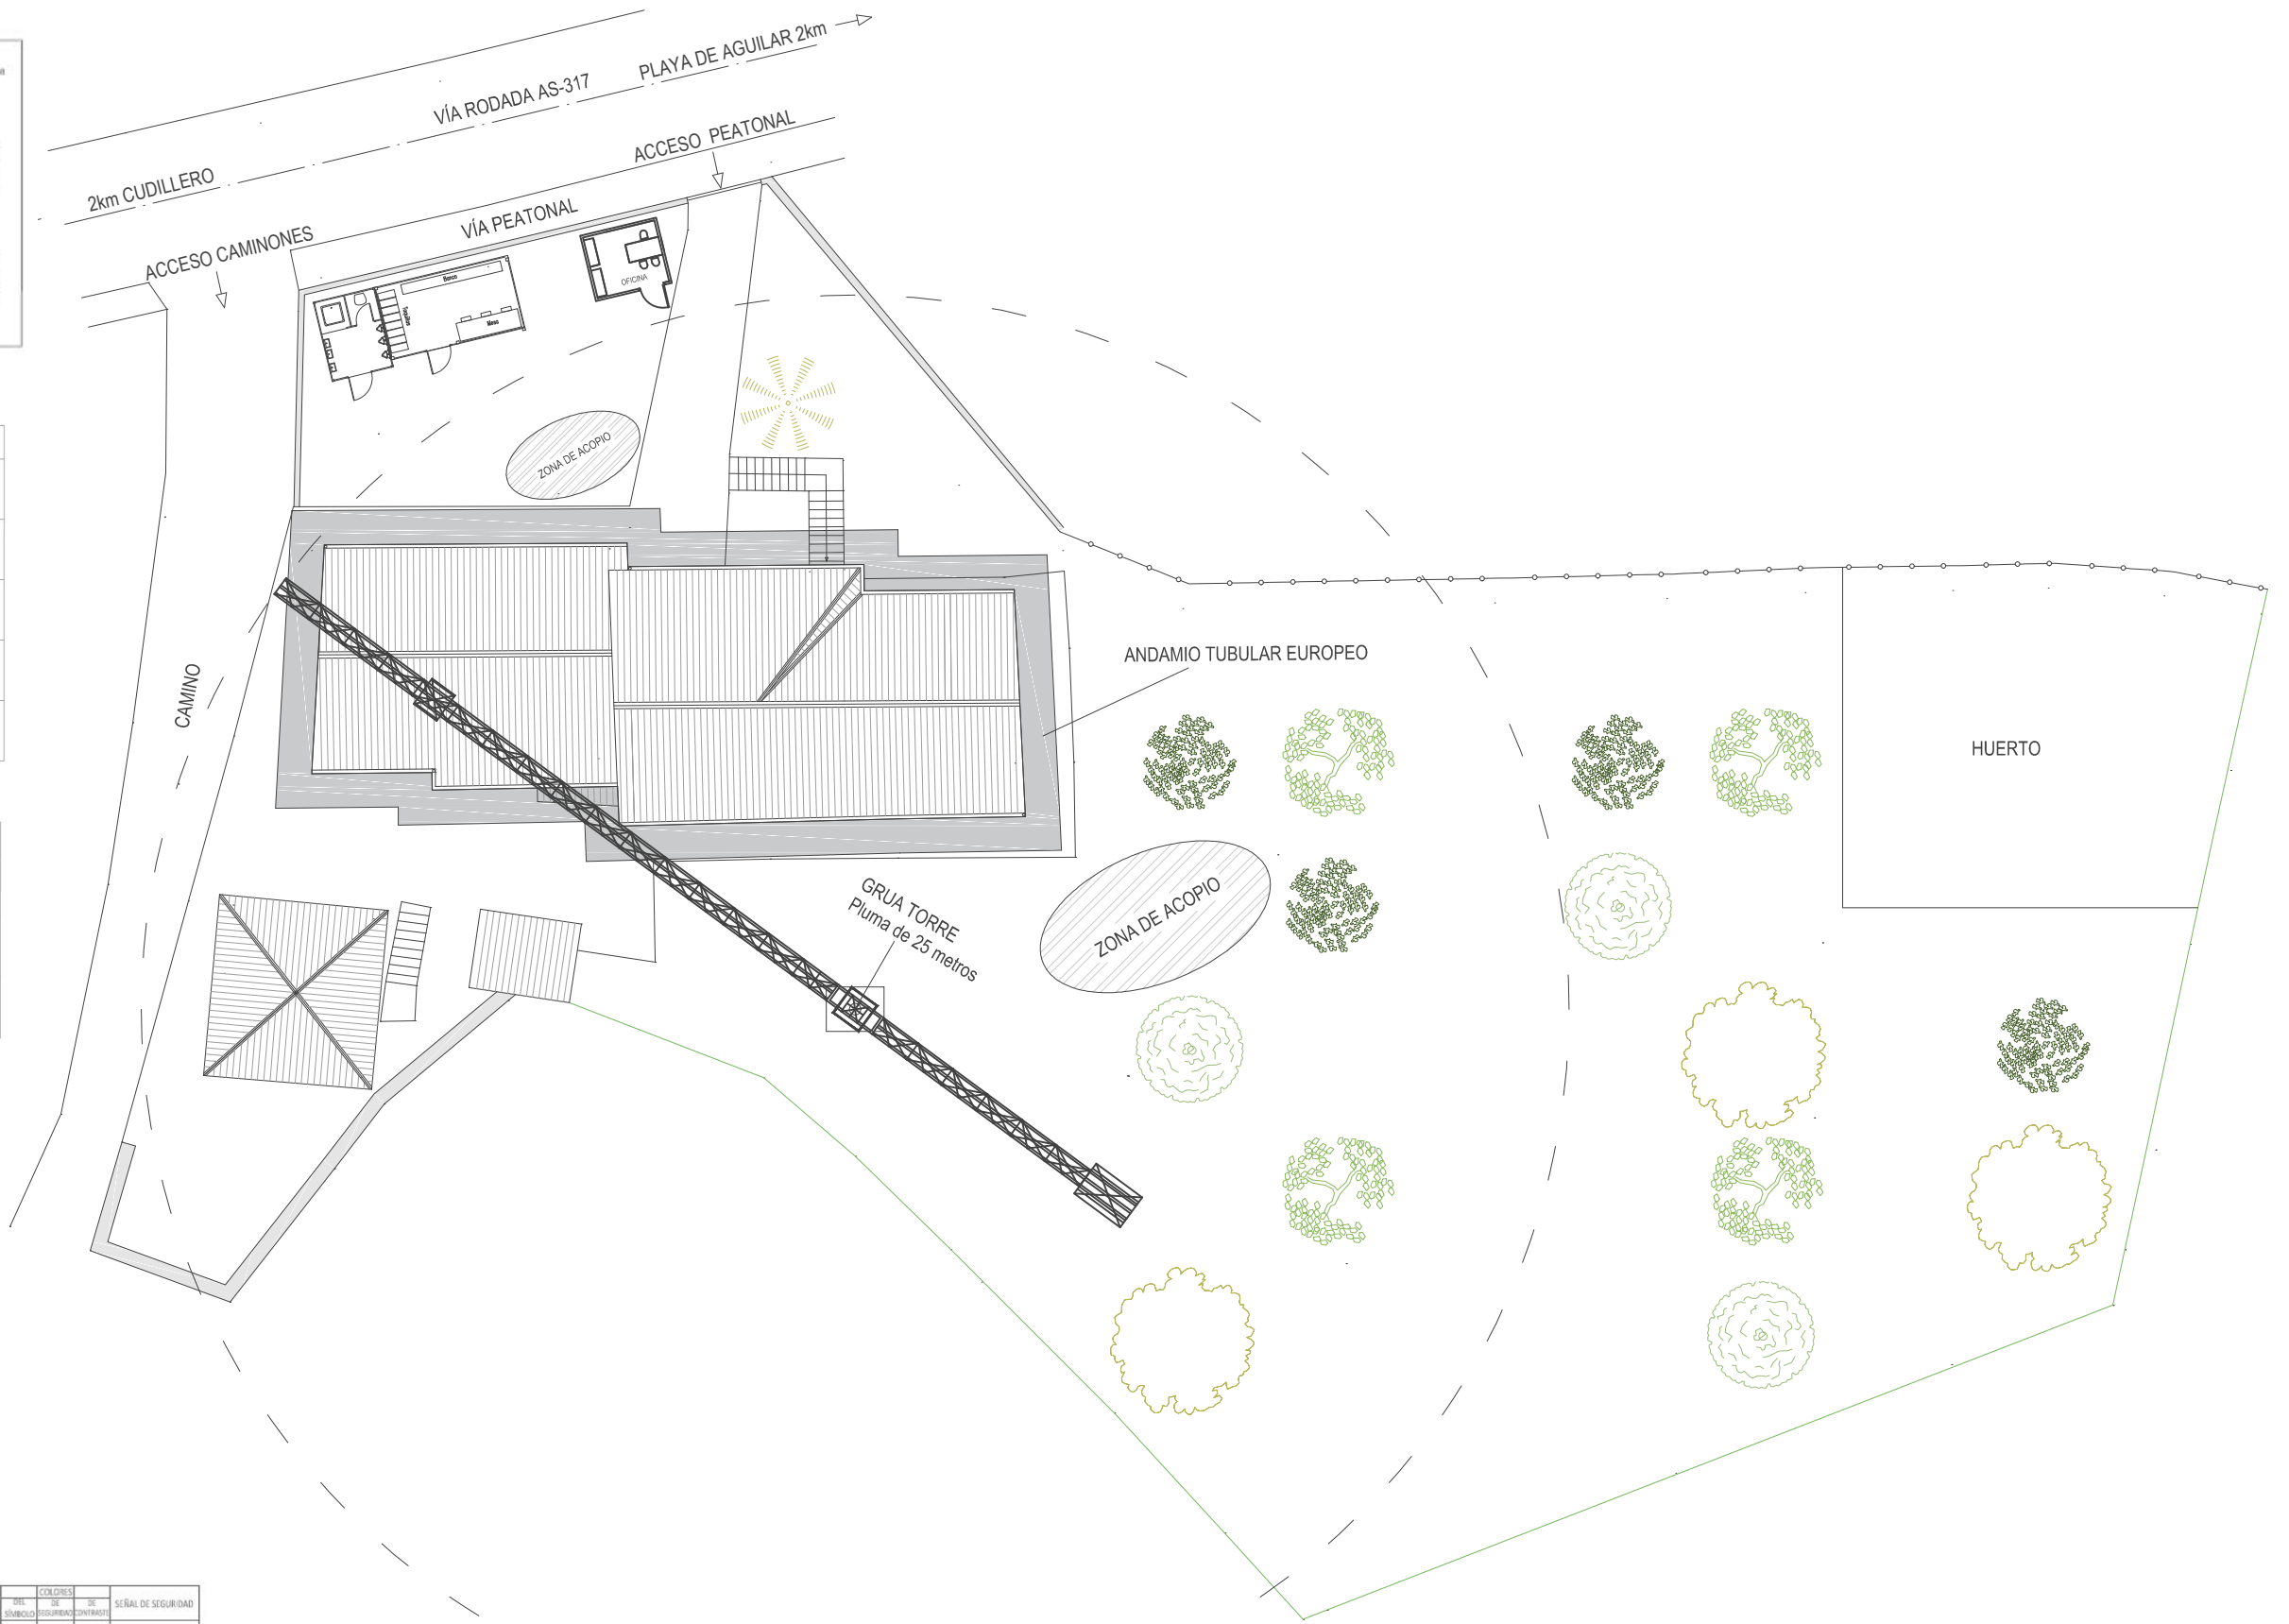 PLAYA DE AGUILAR 2km
VÍA RODADA AS-317
2km CUDILLERO
ACCESO PEATONAL
VÍA PEATONAL
ACCESO CAMINONES
OFICINA
Banco
Taquillas
Mesa
ZONA DE ACOPIO
CAMINO
ANDAMIO TUBULAR EUROPEO
HUERTO
GRUA TORRE
Pluma de 25 metros
ZONA DE ACOPIO
COLORES
DEL SÍMBOLO
DE SEGURIDAD
DE CONTRASTE
SEÑAL DE SEGURIDAD